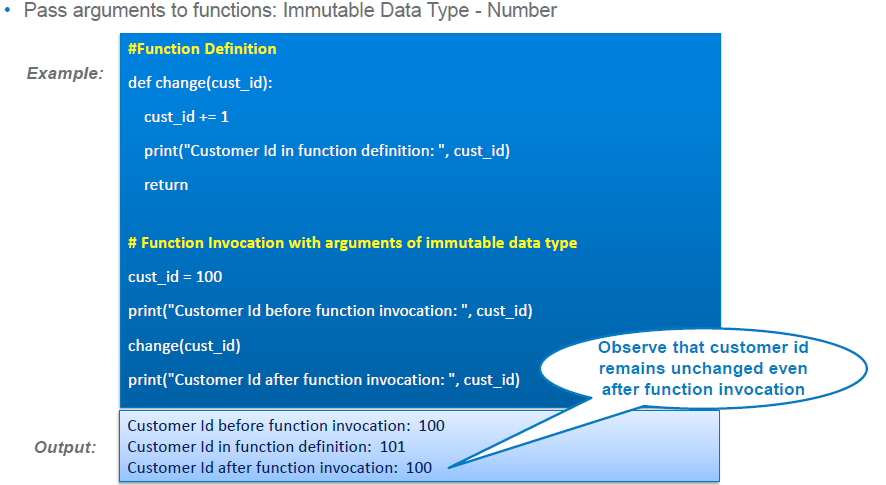 • Pass arguments to functions: Immutable Data Type - Number
Example:
#Function Definition
def change(cust_id):
cust_id += 1
print("Customer Id in function definition: ", cust_id)
return
# Function Invocation with arguments of immutable data type
cust_id = 100
print("Customer Id before function invocation: ", cust_id)
change(cust_id)
print("Customer Id after function invocation: ", cust_id)
Observe that customer id
remains unchanged even
after function invocation
Output:
Customer Id before function invocation:  100
Customer Id in function definition:  101
Customer Id after function invocation:  100